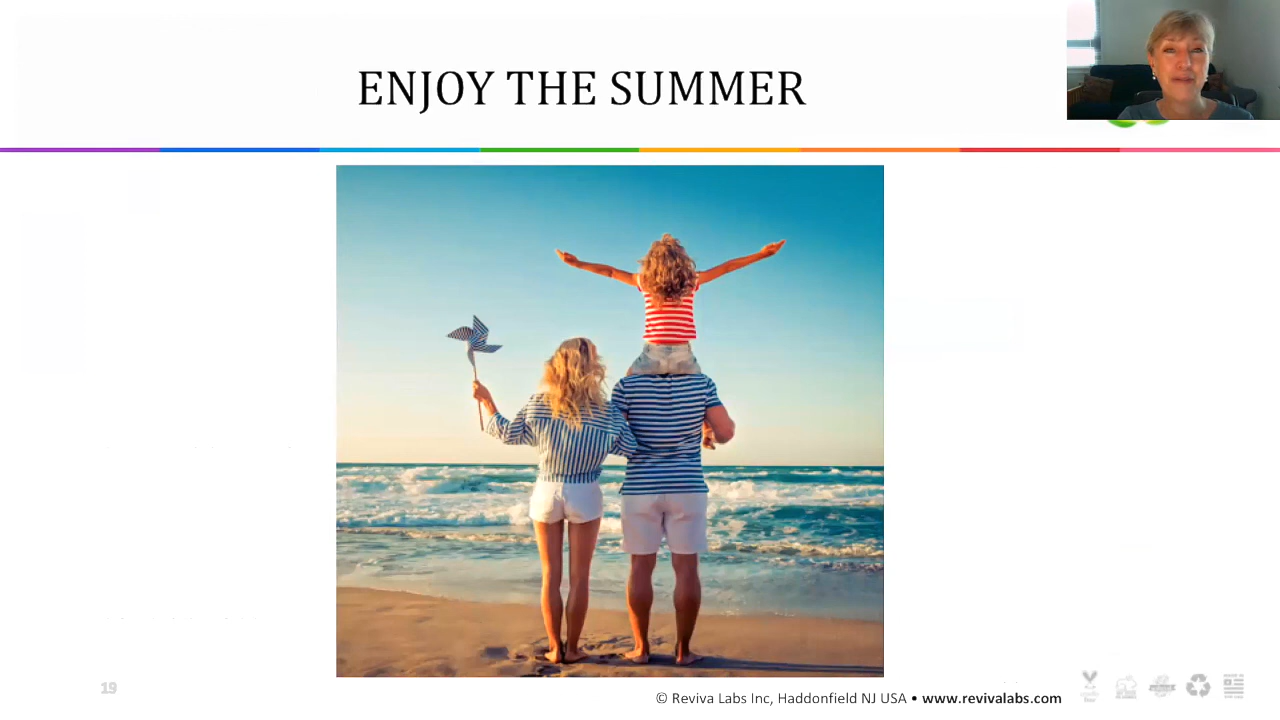 ENJOY THE SUMMER
19
© Reviva Labs Inc, Haddonfield NJ USA • www.revivalabs.com